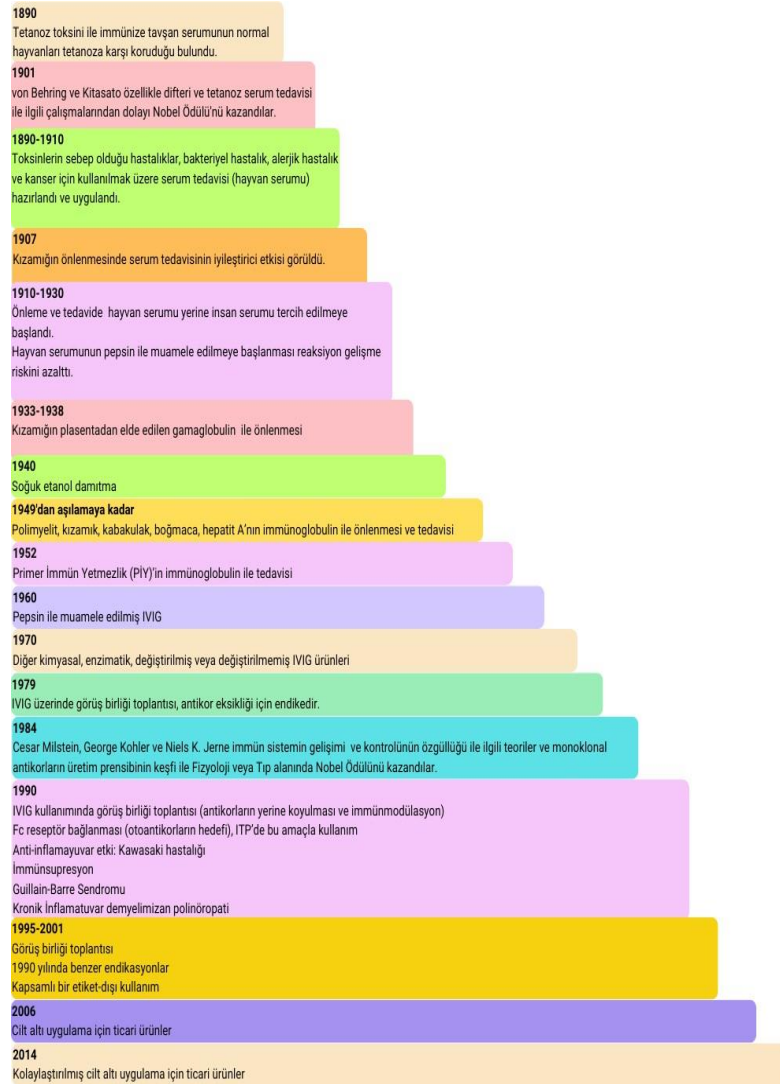 1890
Tetanoz toksini ile immünize tavşan serumunun normal
hayvanları tetanoza karşı koruduğu bulundu.
1901
von Behring ve Kitasato özellikle difteri ve tetanoz serum tedavisi
ile ilgili çalışmalarından dolayı Nobel Ödülü'nü kazandılar.
1890-1910
Toksinlerin sebep olduğu hastalıklar, bakteriyel hastalık, alerjik hastalık
ve kanser için kullanılmak üzere serum tedavisi (hayvan serumu)
hazırlandı ve uygulandı.
1907
Kızamığın önlenmesinde serum tedavisinin iyileştirici etkisi görüldü.
1910-1930
Önleme ve tedavide hayvan serumu yerine insan serumu tercih edilmeye
başlandı.
Hayvan serumunun pepsin ile muamele edilmeye başlanması reaksiyon gelişme
riskini azalttı.
1933-1938
Kızamığın plasentadan elde edilen gamaglobulin ile önlenmesi
1940
Soğuk etanol damıtma
1949'dan aşılamaya kadar
Polimyelit, kızamık, kabakulak, boğmaca, hepatit A'nın immünoglobulin ile önlenmesi ve tedavisi
1952
Primer İmmün Yetmezlik (PİY)'in immünoglobulin ile tedavisi
1960
Pepsin ile muamele edilmiş IVIG
1970
Diğer kimyasal, enzimatik, değiştirilmiş veya değiştirilmemiş IVIG ürünleri
1979
IVIG üzerinde görüş birliği toplantısı, antikor eksikliği için endikedir.
1984
Cesar Milstein, George Kohler ve Niels K. Jerne immün sistemin gelişimi ve kontrolünün özgüllüğü ile ilgili teoriler ve monoklonal
antikorların üretim prensibinin keşfi ile Fizyoloji veya Tıp alanında Nobel Ödülünü kazandılar.
1990
IVIG kullanımında görüş birliği toplantısı (antikorların yerine koyulması ve immünmodülasyon)
Fc reseptör bağlanması (otoantikorların hedefi), ITP'de bu amaçla kullanım
Anti-inflamayuvar etki: Kawasaki hastalığı
İmmünsupresyon
Guillain-Barre Sendromu
Kronik İnflamatuvar demyelimizan polinöropati
1995-2001
Görüş birliği toplantısı
1990 yılında benzer endikasyonlar
Kapsamlı bir etiket-dışı kullanım
2006
Cilt altı uygulama için ticari ürünler
2014
Kolaylaştırılmış cilt altı uygulama için ticari ürünler